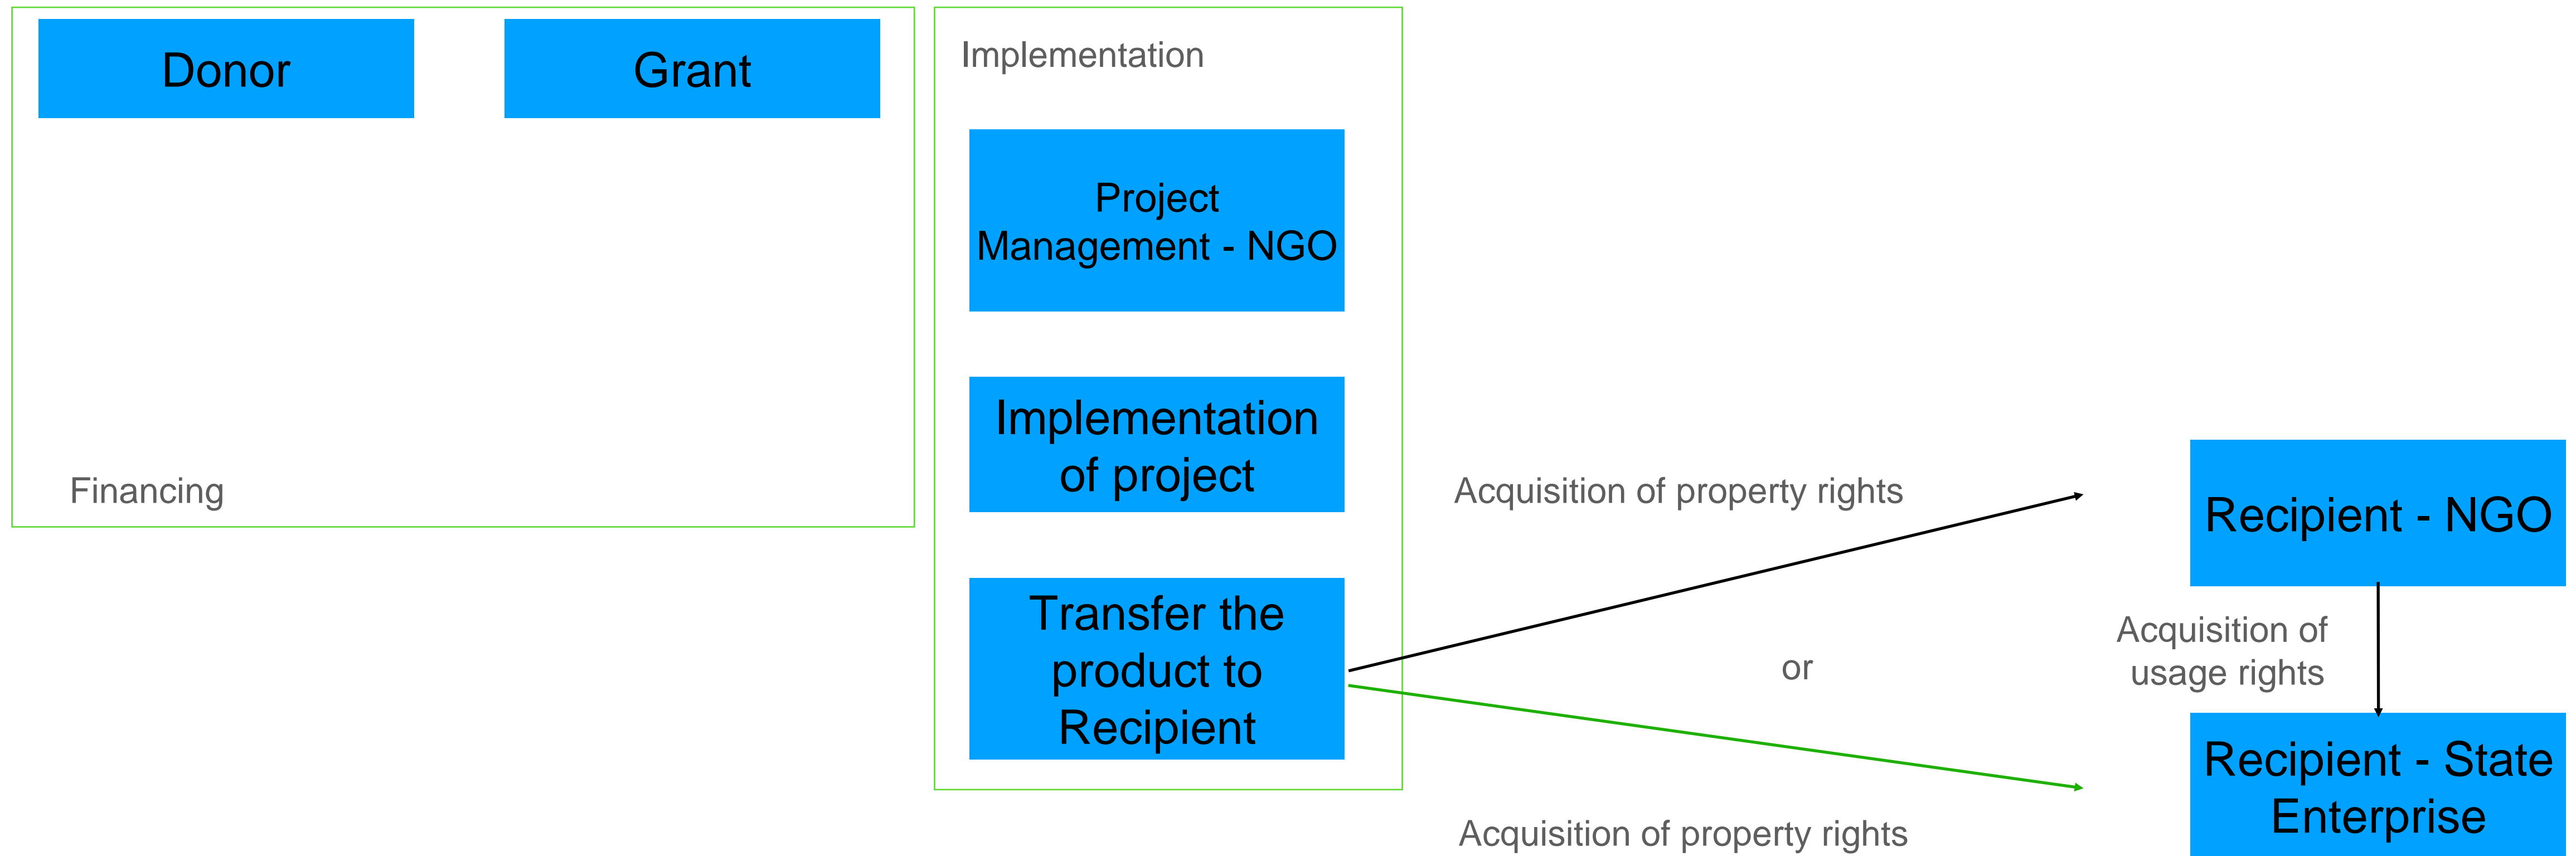 Donor
Grant
Financing
Implementation
Project
Management - NGO
Implementation
of project
Transfer the
product to
Recipient
Acquisition of property rights
or
Acquisition of property rights
Recipient - NGO
Acquisition of
usage rights
Recipient - State
Enterprise